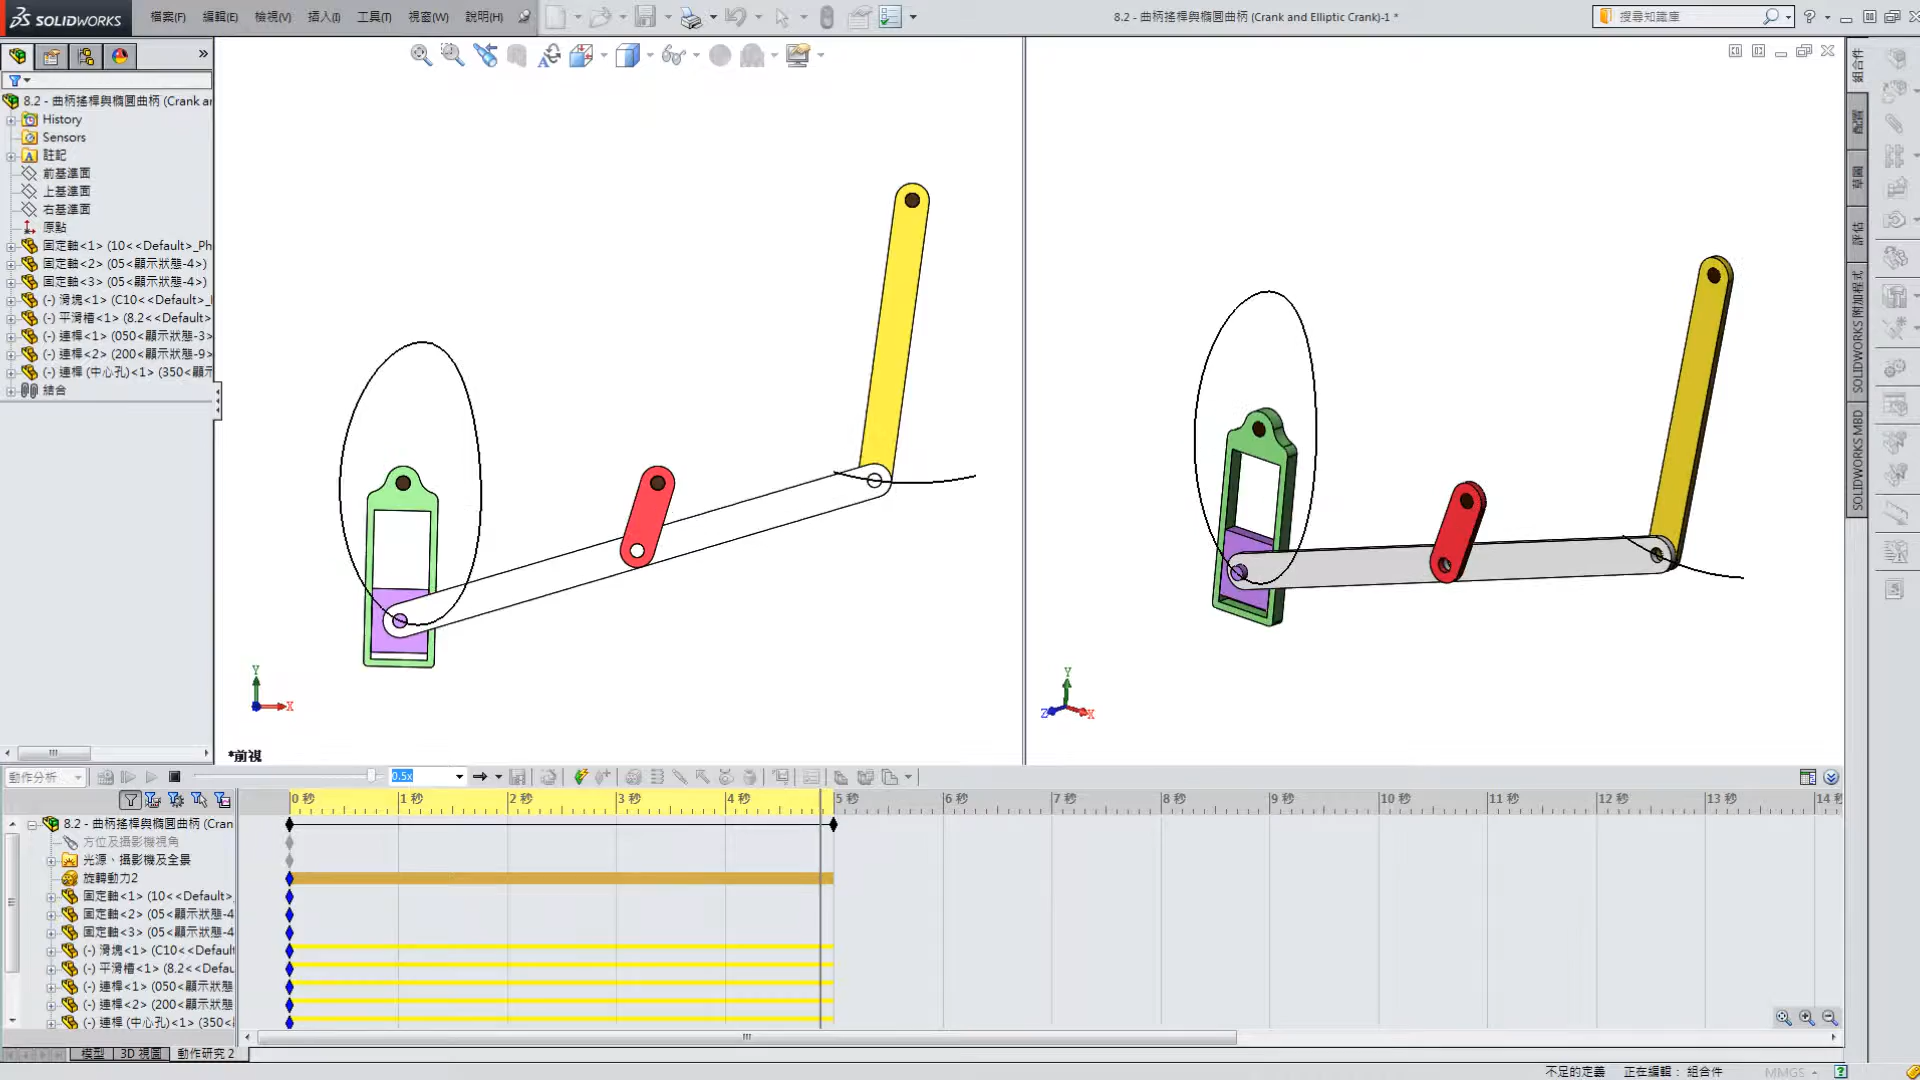 SOLIDWORKS
檔案(F) 編輯(E) 檢視(V) 插入(I) 工具(T) 視窗(W) 說明(H)
8.2 - 曲柄搖桿與橢圓曲柄 (Crank and Elliptic Crank)-1 *
搜尋知識庫
8.2 - 曲柄搖桿與橢圓曲柄 (Crank ar
History
Sensors
註記
前基準面
上基準面
右基準面
原點
固定軸<1> (10<<Default>_Ph
固定軸<2> (05<顯示狀態-4>)
固定軸<3> (05<顯示狀態-4>)
(-) 滑塊<1> (C10<<Default>_
(-) 平滑槽<1> (8.2<<Default>
(-) 連桿<1> (050<顯示狀態-3>
(-) 連桿<2> (200<顯示狀態-9>
(-) 連桿 (中心孔)<1> (350<顯示
結合
Y
X
*前視
Y
Z
X
組合件
配置
草圖
評估
SOLIDWORKS 附加程式
SOLIDWORKS MBD
動作分析
0.5x
0 秒 1 秒 2 秒 3 秒 4 秒 5 秒 6 秒 7 秒 8 秒 9 秒 10 秒 11 秒 12 秒 13 秒 14 秒
8.2 - 曲柄搖桿與橢圓曲柄 (Cran
方位及攝影機視角
光源、攝影機及全景
旋轉動力2
固定軸<1> (10<<Default>_
固定軸<2> (05<顯示狀態-4
固定軸<3> (05<顯示狀態-4
(-) 滑塊<1> (C10<<Default
(-) 平滑槽<1> (8.2<<Defau
(-) 連桿<1> (050<顯示狀態
(-) 連桿<2> (200<顯示狀態
(-) 連桿 (中心孔)<1> (350<
模型 3D 視圖 動作研究 2
不足的定義 正在編輯： 組合件 MMGS